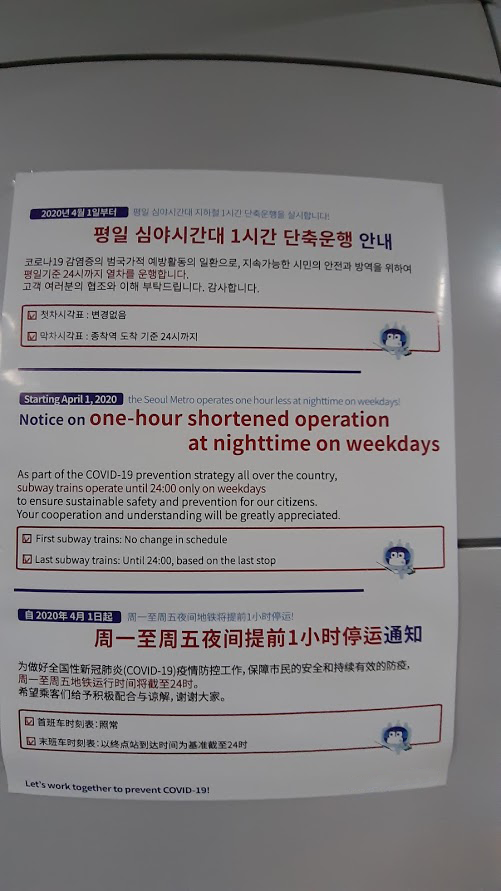 2020년 4월 1일부터 평일 심야시간대 지하철 1시간 단축운행을 실시합니다!
평일 심야시간대 1시간 단축운행 안내
코로나19 감염증의 범국가적 예방활동의 일환으로, 지속가능한 시민의 안전과 방역을 위하여
평일기준 24시까지 열차를 운행합니다.
고객 여러분의 협조와 이해 부탁드립니다. 감사합니다.
첫차시각표 : 변경없음
막차시각표 : 종착역 도착 기준 24시까지
Starting April 1, 2020 the Seoul Metro operates one hour less at nighttime on weekdays!
Notice on one-hour shortened operation
at nighttime on weekdays
As part of the COVID-19 prevention strategy all over the country,
subway trains operate until 24:00 only on weekdays
to ensure sustainable safety and prevention for our citizens.
Your cooperation and understanding will be greatly appreciated.
First subway trains: No change in schedule
Last subway trains: Until 24:00, based on the last stop
自 2020年 4月 1日起 周一至周五夜间地铁将提前1小时停运!
周一至周五夜间提前1小时停运通知
为做好全国性新冠肺炎(COVID-19)疫情防控工作, 保障市民的安全和持续有效的防疫,
周一至周五地铁运行时间将截至24时。
希望乘客们给予积极配合与谅解, 谢谢大家。
首班车时刻表: 照常
末班车时刻表: 以终点站到达时间为基准截至24时
Let's work together to prevent COVID-19!